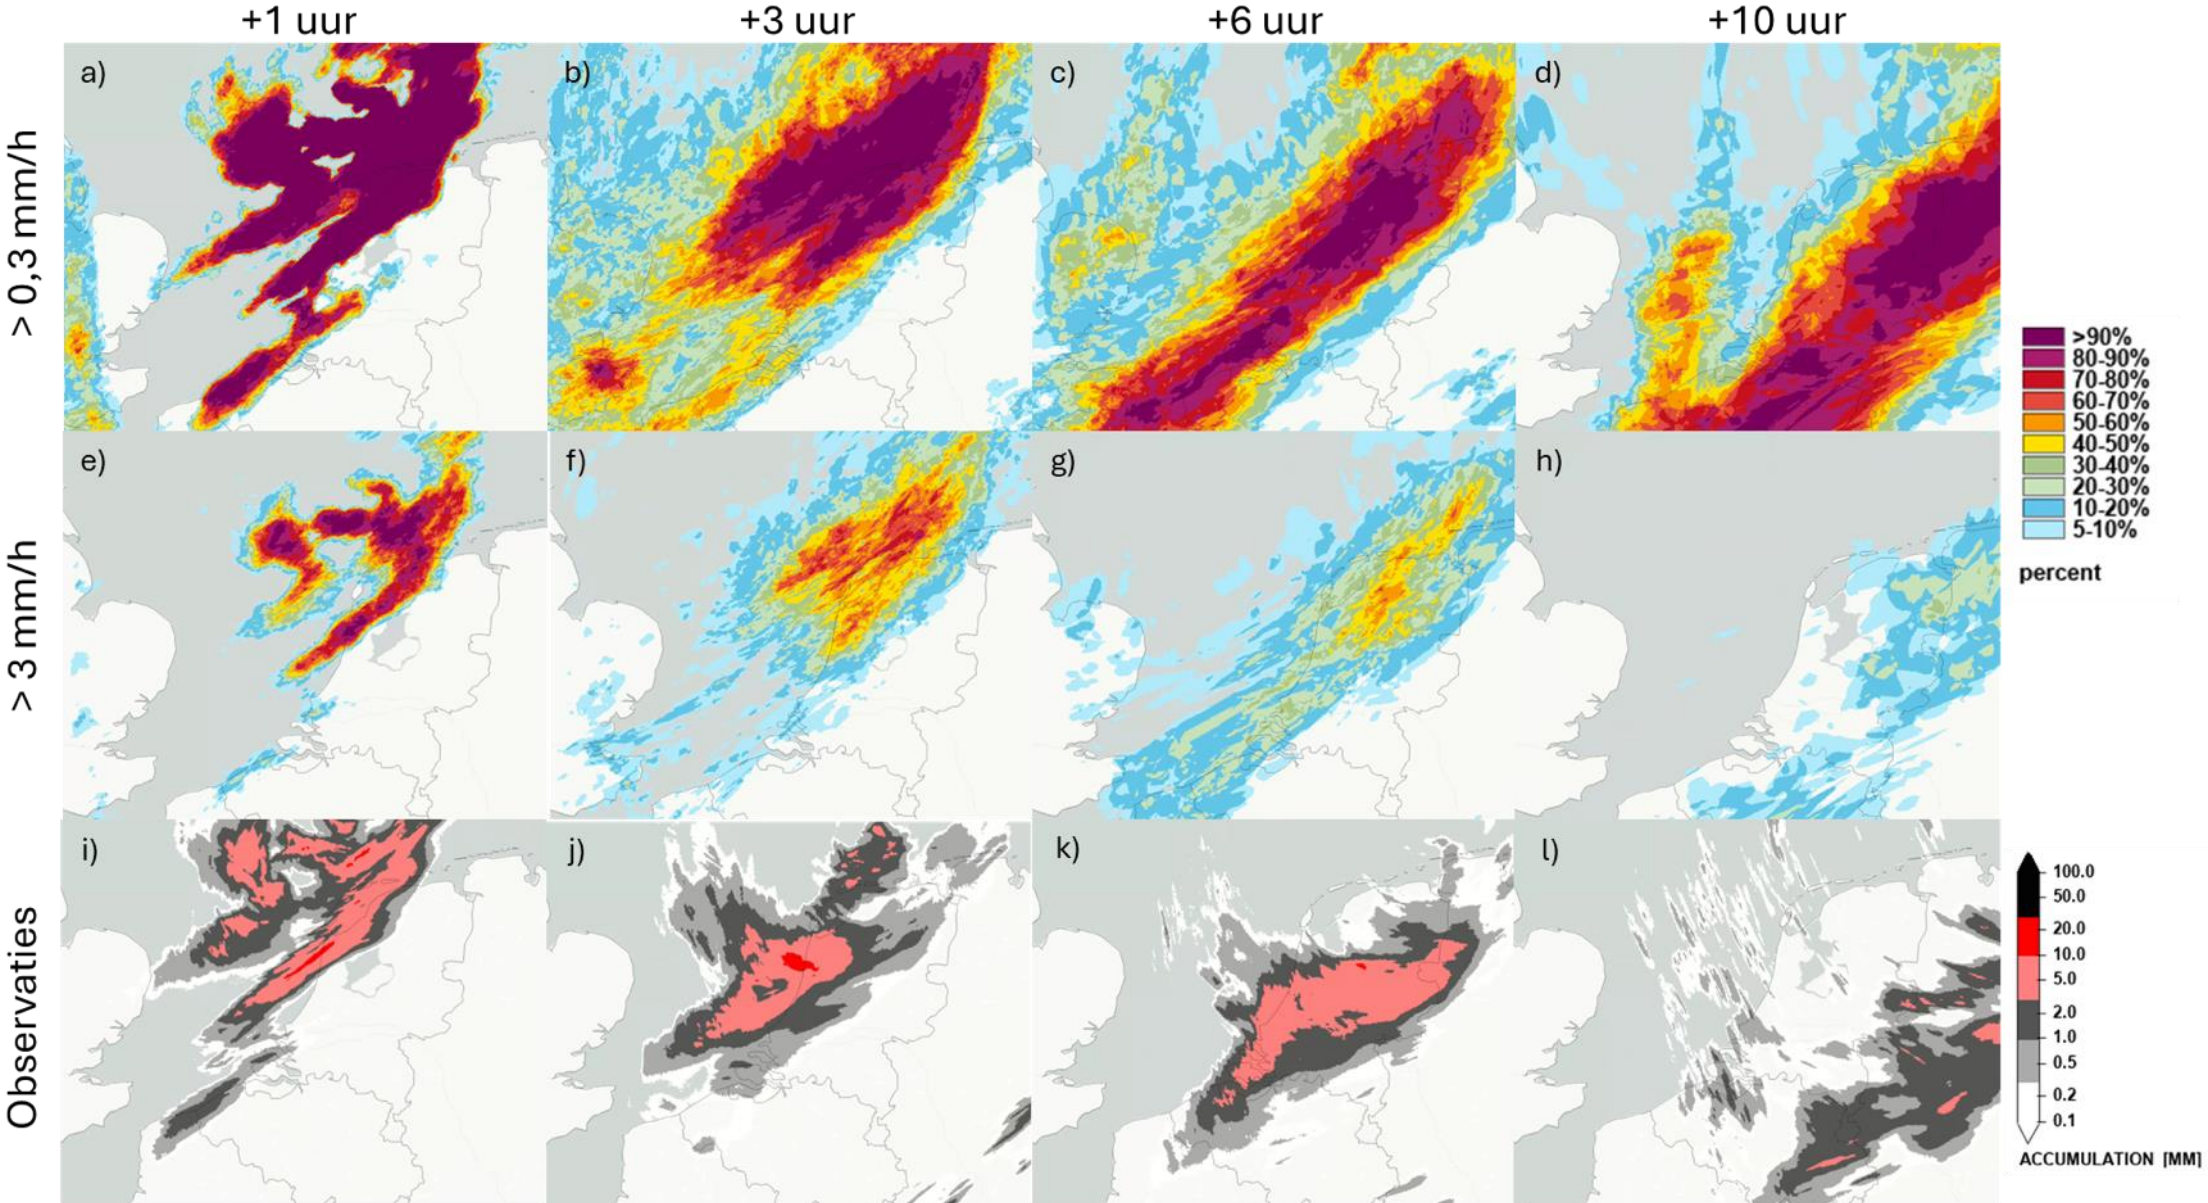 +1 uur
+3 uur
+6 uur
+10 uur
> 0,3 mm/h
a)
b)
c)
d)
>90%
80-90%
70-80%
60-70%
50-60%
40-50%
30-40%
20-30%
10-20%
5-10%
percent
> 3 mm/h
e)
f)
g)
h)
Observaties
i)
j)
k)
l)
100.0
50.0
20.0
10.0
5.0
2.0
1.0
0.5
0.2
0.1
ACCUMULATION [MM]